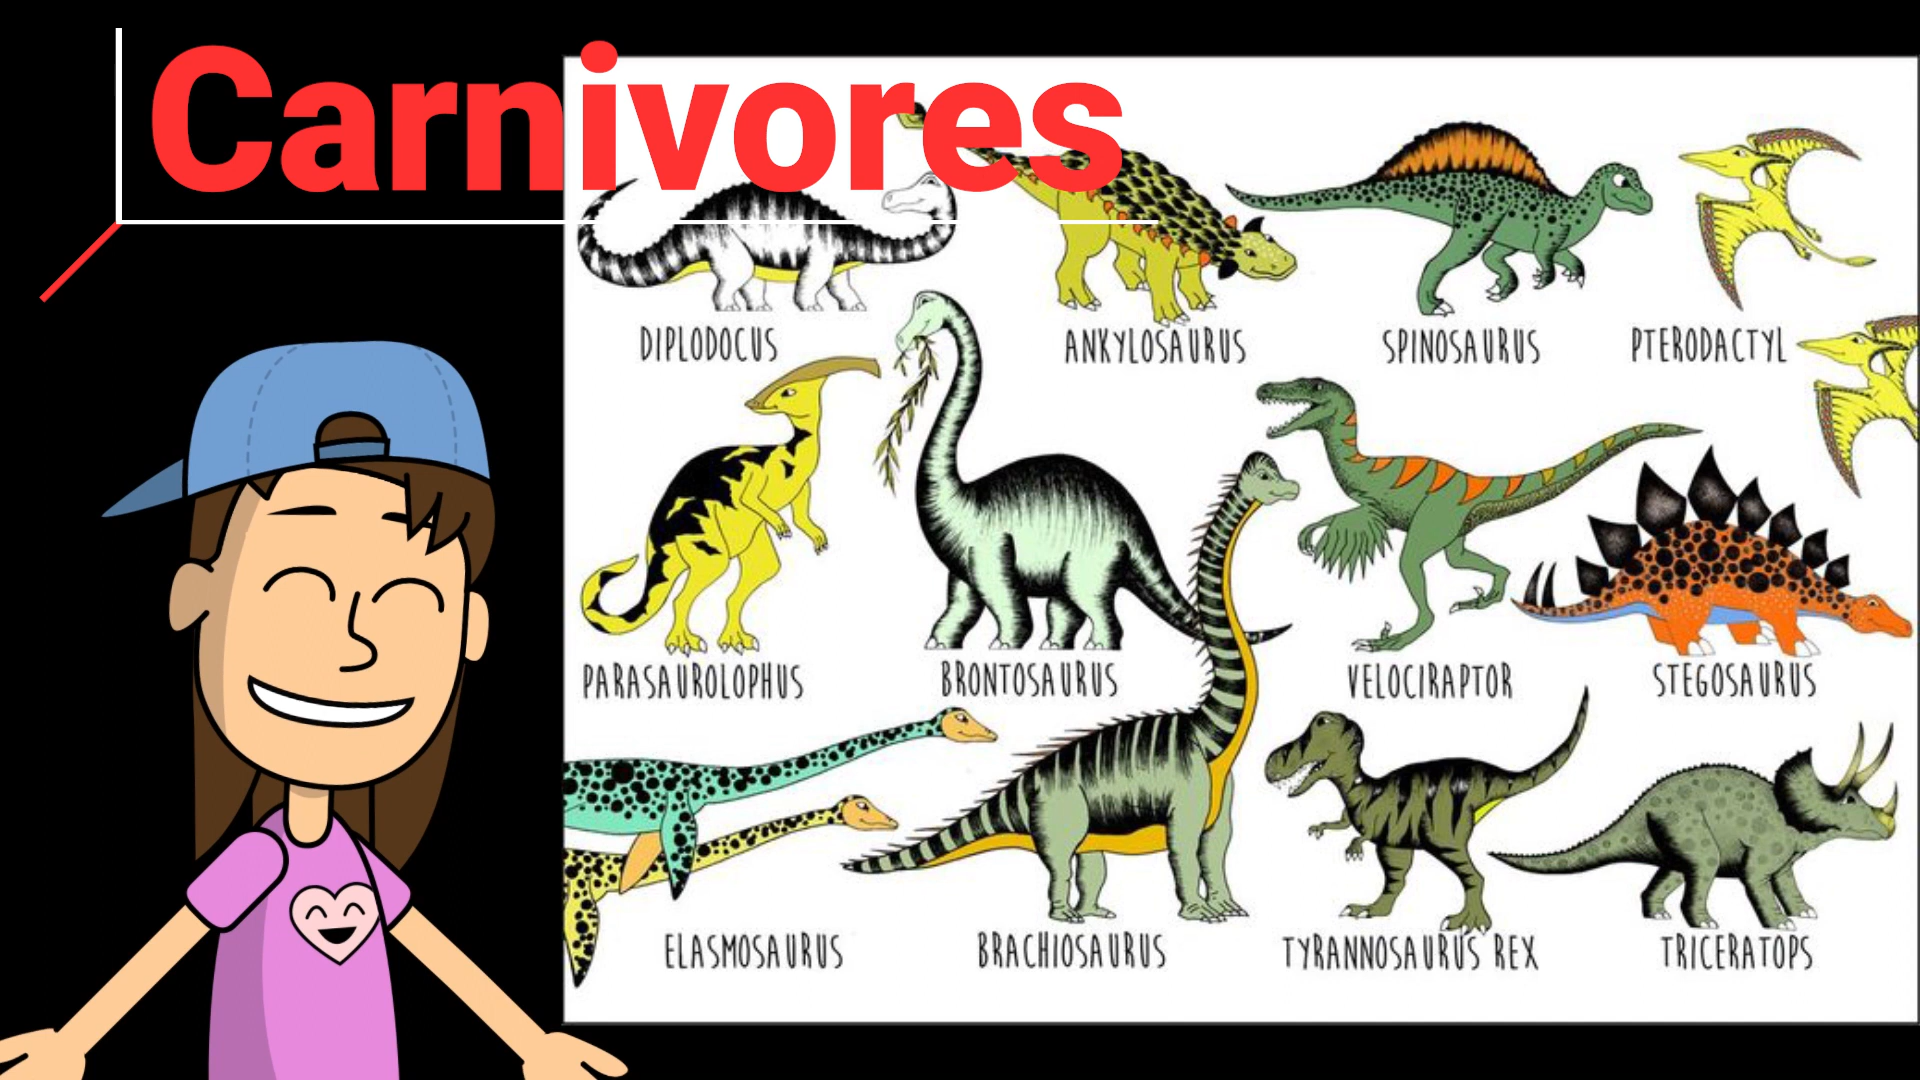 Carnivores
DIPLODOCUS
ANKYLOSAURUS
SPINOSAURUS
PTERODACTYL
PARASAUROLOPHUS
BRONTOSAURUS
VELOCIRAPTOR
STEGOSAURUS
ELASMOSAURUS
BRACHIOSAURUS
TYRANNOSAURUS REX
TRICERATOPS